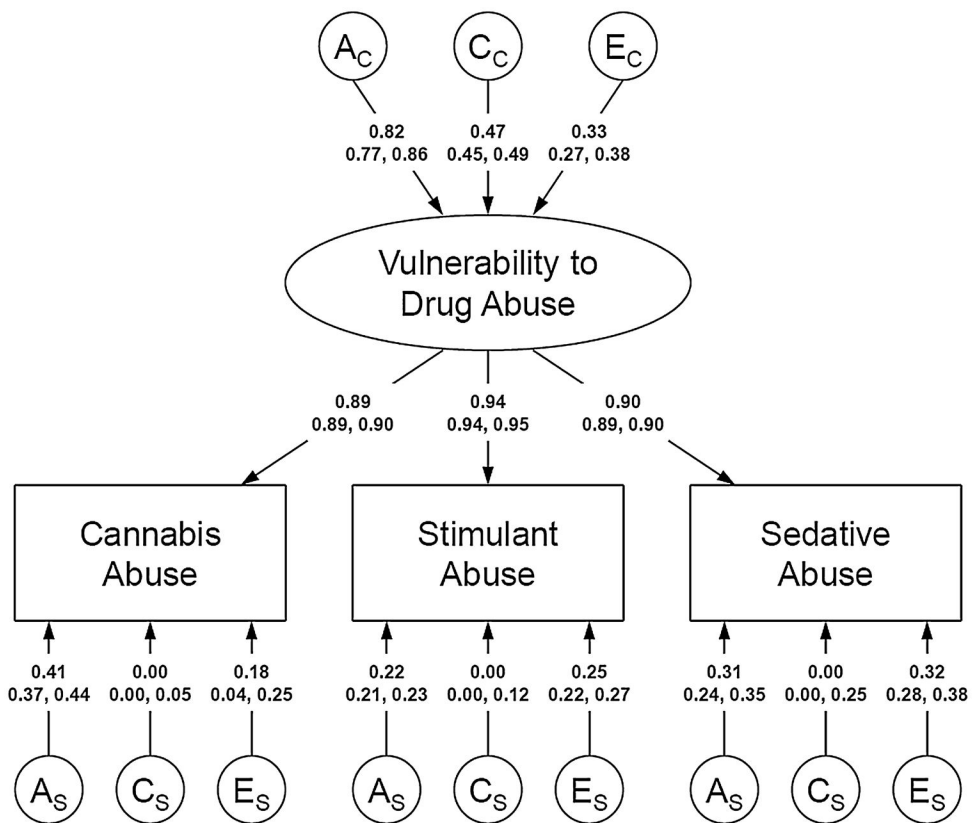 A_C C_C E_C
0.82 0.47 0.33
0.77, 0.86 0.45, 0.49 0.27, 0.38
Vulnerability to
Drug Abuse
0.89 0.94 0.90
0.89, 0.90 0.94, 0.95 0.89, 0.90
Cannabis
Abuse
Stimulant
Abuse
Sedative
Abuse
0.41 0.00 0.18 0.22 0.00 0.25 0.31 0.00 0.32
0.37, 0.44 0.00, 0.05 0.04, 0.25 0.21, 0.23 0.00, 0.12 0.22, 0.27 0.24, 0.35 0.00, 0.25 0.28, 0.38
A_S C_S E_S A_S C_S E_S A_S C_S E_S